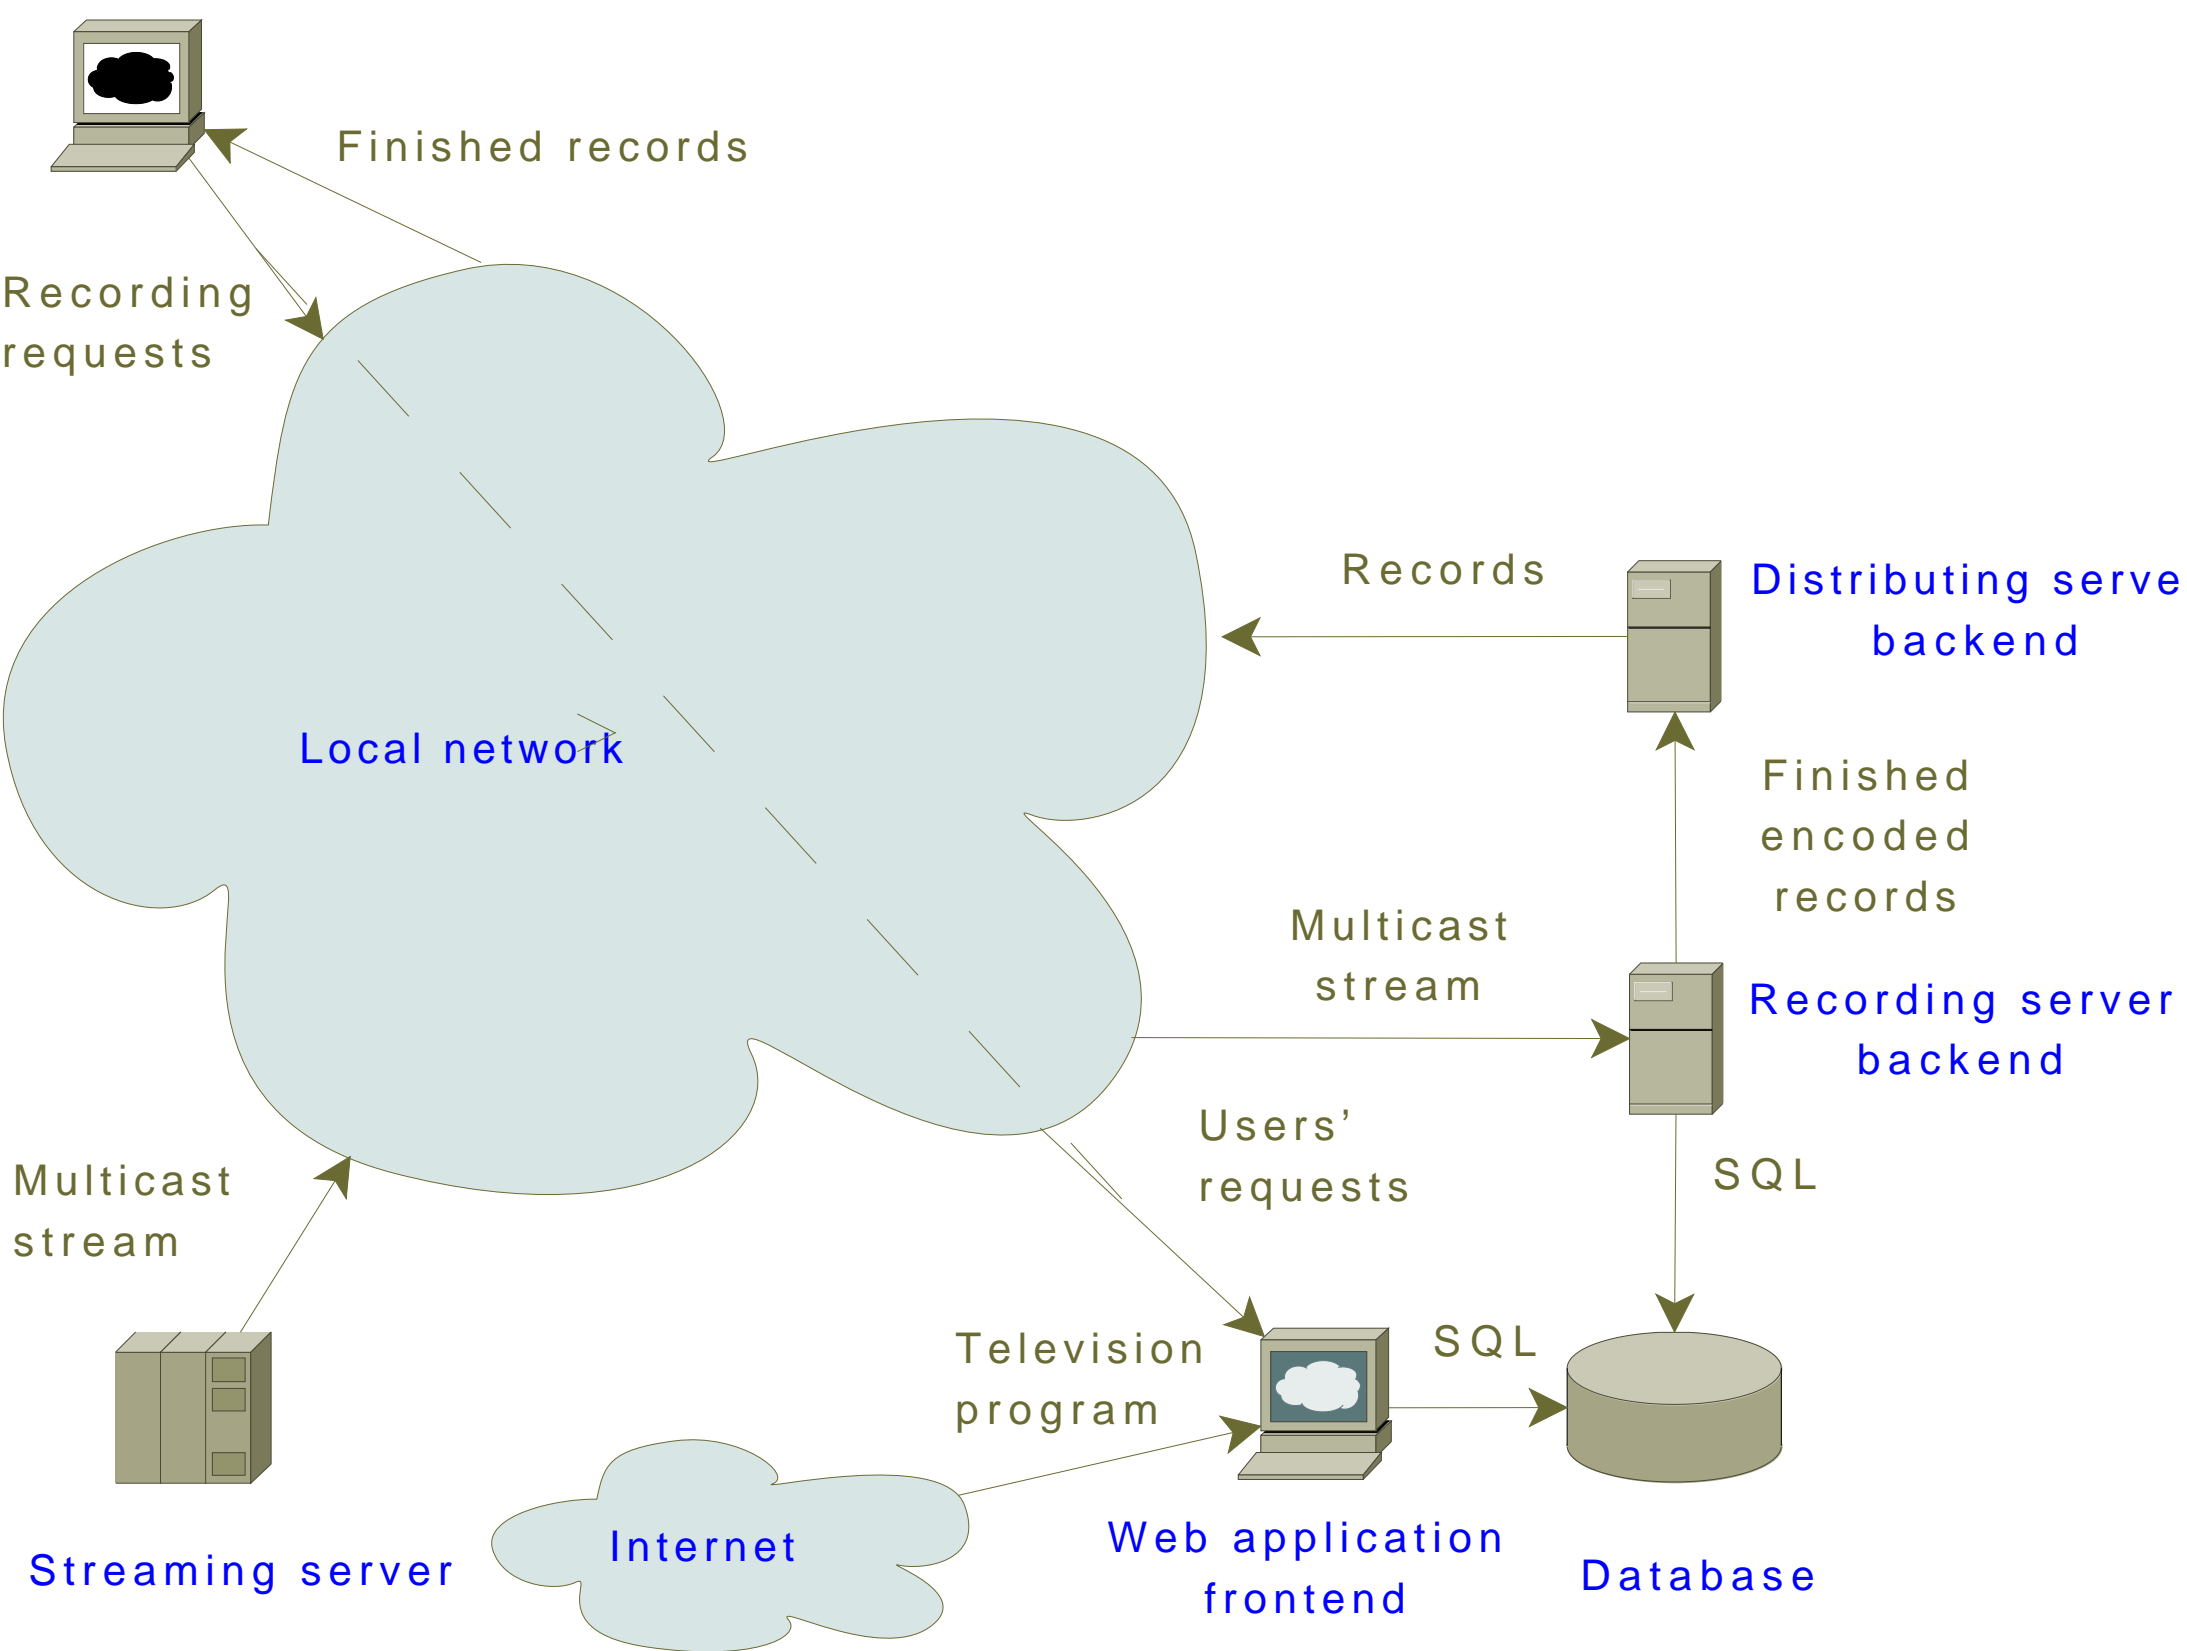 Finished records
Recording
requests
Records
Distributing serve
backend
Local network
Finished
encoded
records
Multicast
stream
Recording server
backend
Users’
requests
SQL
Multicast
stream
Television
program
SQL
Internet
Web application
frontend
Streaming server
Database